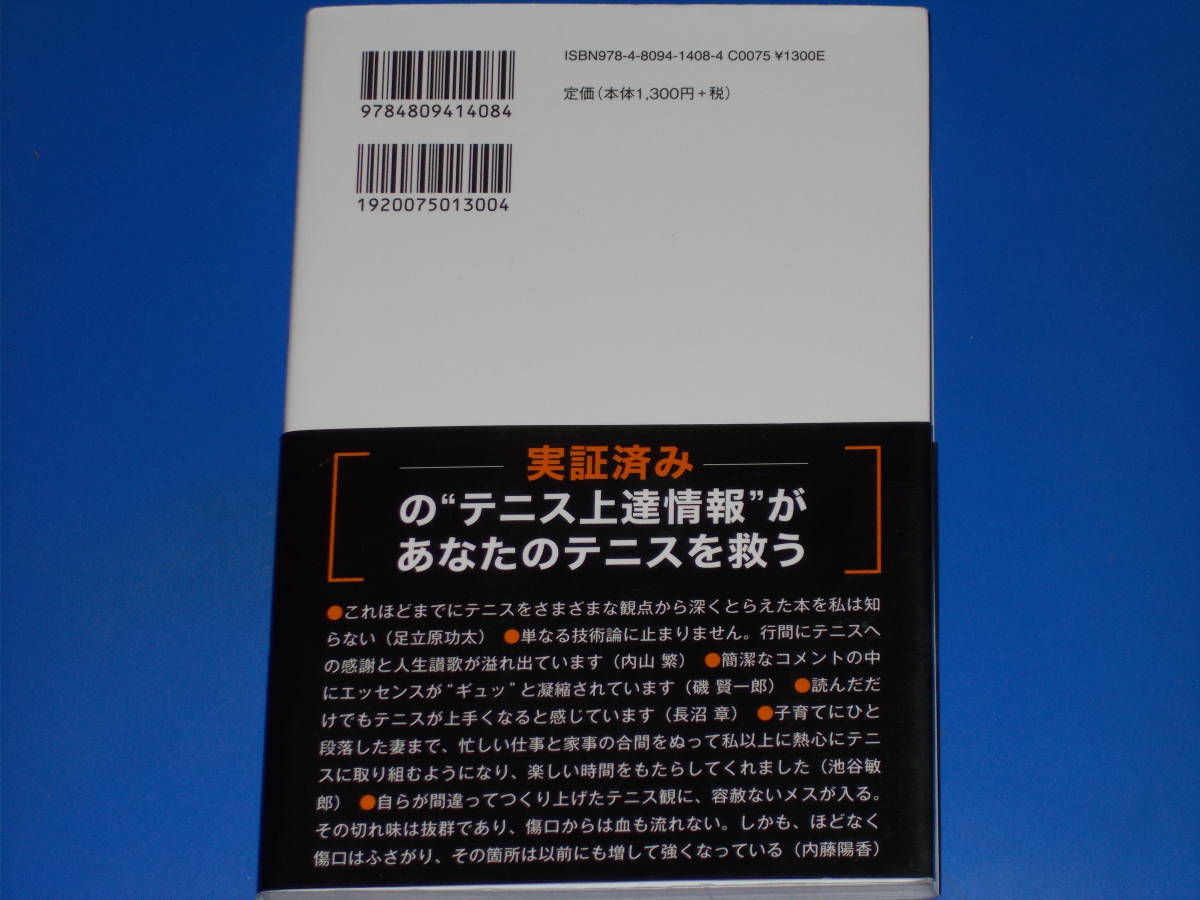 ISBN978-4-8094-1408-4 C0075 ¥1300E
9784809414084
定価（本体1,300円＋税）
1920075013004
実証済み
の“テニス上達情報”が
あなたのテニスを救う
●これほどまでにテニスをさまざまな観点から深くとらえた本を私は知
らない（足立原功太） ●単なる技術論に止まりません。行間にテニスへ
の感謝と人生讃歌が溢れ出ています（内山 繁） ●簡潔なコメントの中
にエッセンスが“ギュッ”と凝縮されています（磯 賢一郎） ●読んだだ
けでもテニスが上手くなると感じています（長沼 章） ●子育てにひと
段落した妻まで、忙しい仕事と家事の合間をぬって私以上に熱心にテニ
スに取り組むようになり、楽しい時間をもたらしてくれました（池谷敏
郎） ●自らが間違ってつくり上げたテニス観に、容赦ないメスが入る。
その切れ味は抜群であり、傷口からは血も流れない。しかも、ほどなく
傷口はふさがり、その箇所は以前にも増して強くなっている（内藤陽香）